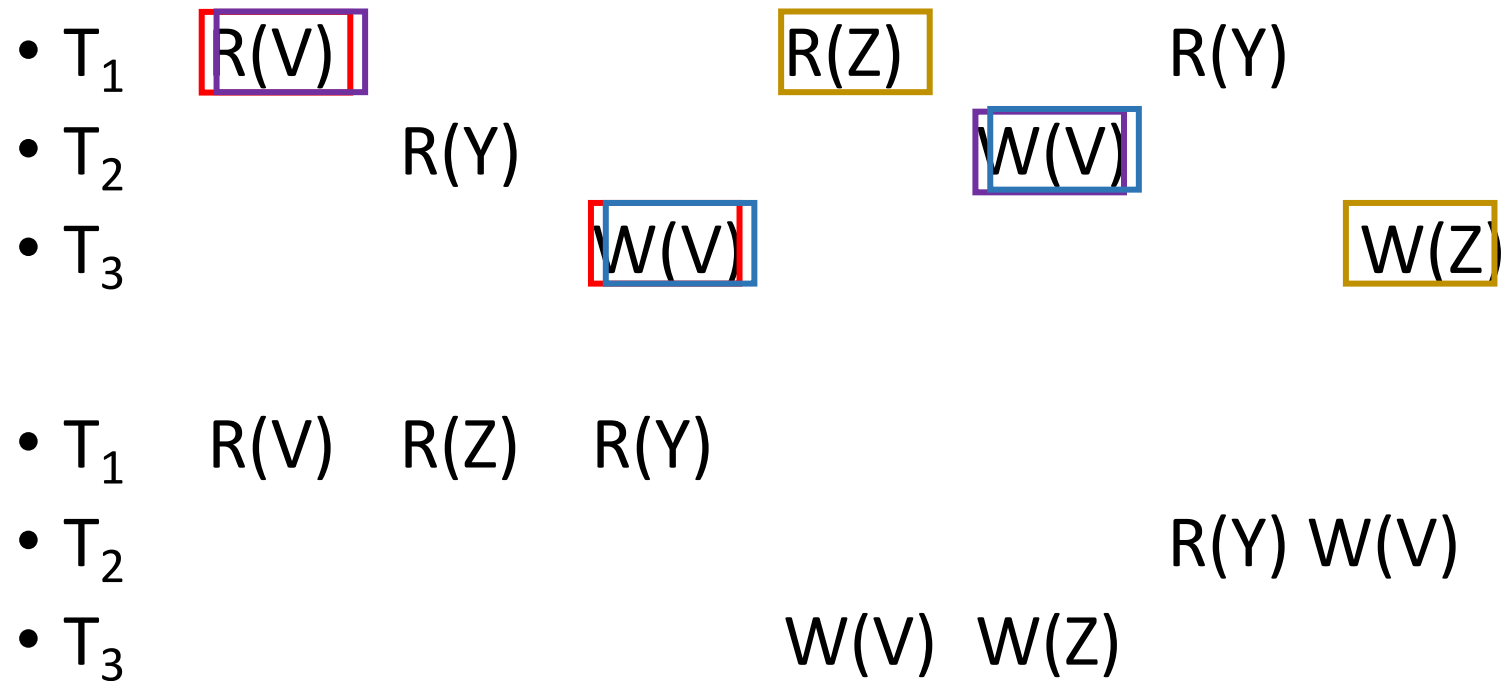 • T₁ R(V) R(Z) R(Y)
• T₂ R(Y) W(V)
• T₃ W(V) W(Z)
• T₁ R(V) R(Z) R(Y)
• T₂ R(Y) W(V)
• T₃ W(V) W(Z)